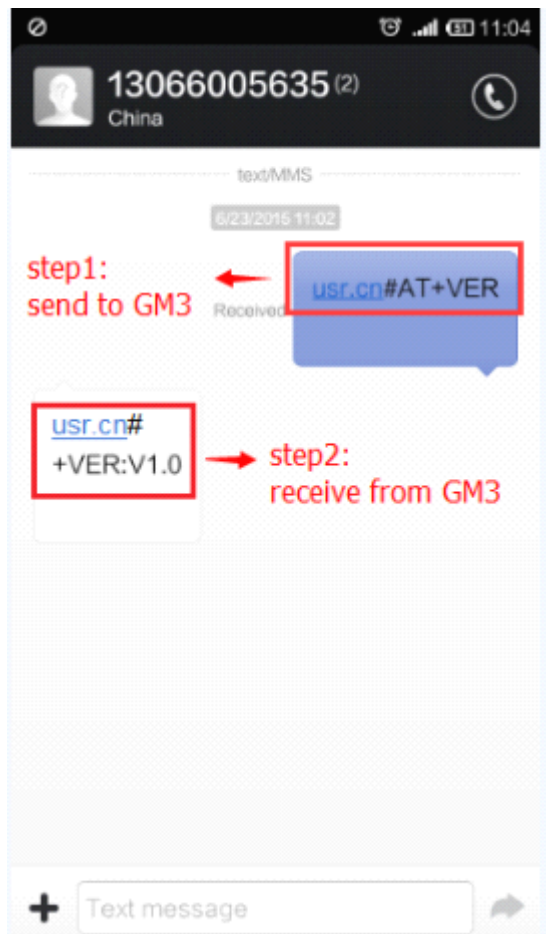 51 11:04
13066005635 (2)
China
text/MMS
6/23/2015 11:02
step1:
send to GM3
Received
usr.cn#AT+VER
usr.cn#
+VER:V1.0
step2:
receive from GM3
Text message